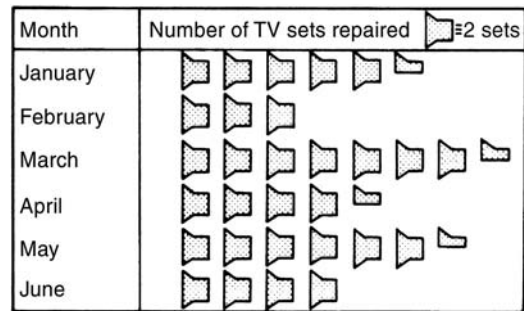 Month Number of TV sets repaired ≡2 sets
January
February
March
April
May
June